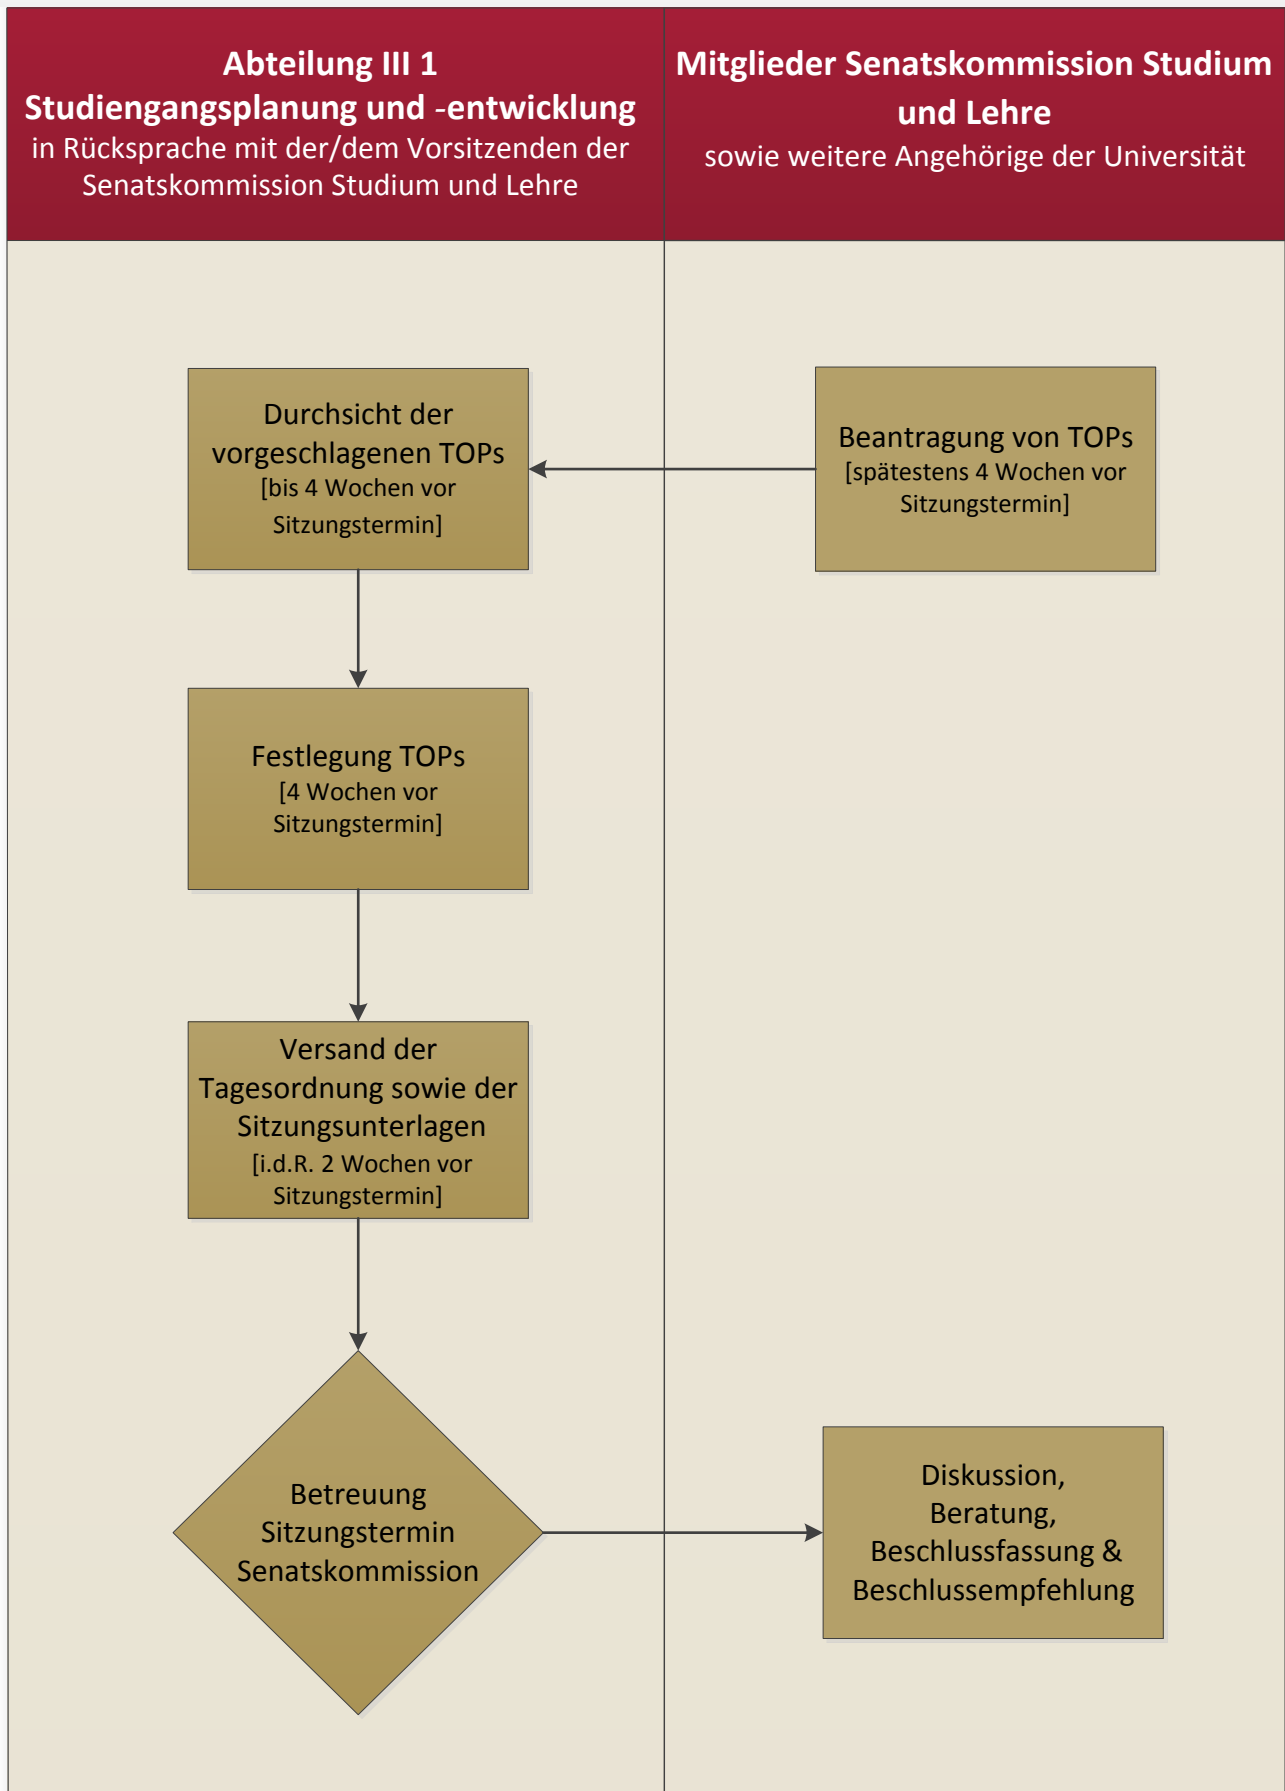 Abteilung III 1
Studiengangsplanung und -entwicklung
in Rücksprache mit der/dem Vorsitzenden der
Senatskommission Studium und Lehre
Mitglieder Senatskommission Studium
und Lehre
sowie weitere Angehörige der Universität
Durchsicht der
vorgeschlagenen TOPs
[bis 4 Wochen vor
Sitzungstermin]
Beantragung von TOPs
[spätestens 4 Wochen vor
Sitzungstermin]
Festlegung TOPs
[4 Wochen vor
Sitzungstermin]
Versand der
Tagesordnung sowie der
Sitzungsunterlagen
[i.d.R. 2 Wochen vor
Sitzungstermin]
Betreuung
Sitzungstermin
Senatskommission
Diskussion,
Beratung,
Beschlussfassung &
Beschlussempfehlung